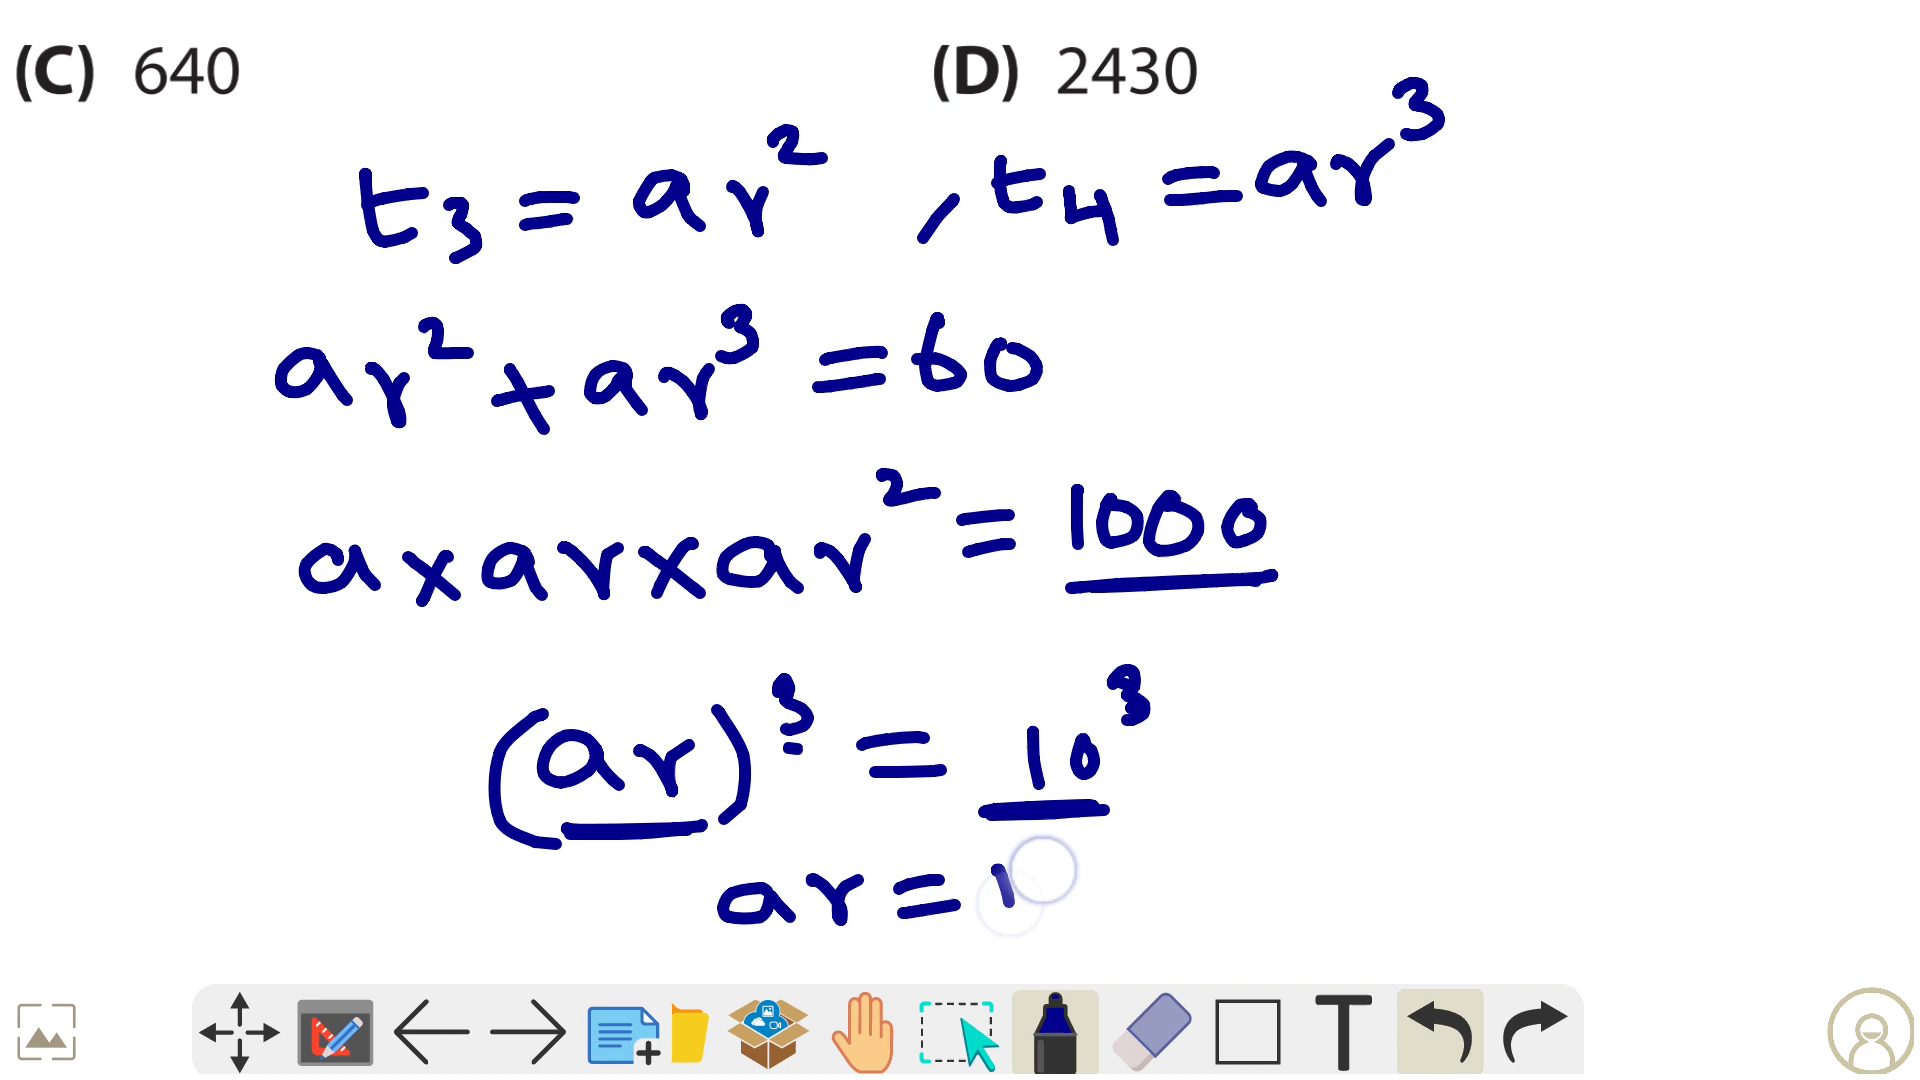 (C) 640 (D) 2430
t₃ = ar² , t₄ = ar³
ar² + ar³ = 60
a x ar x ar² = 1000
(ar)³ = 10³
ar = 1
T